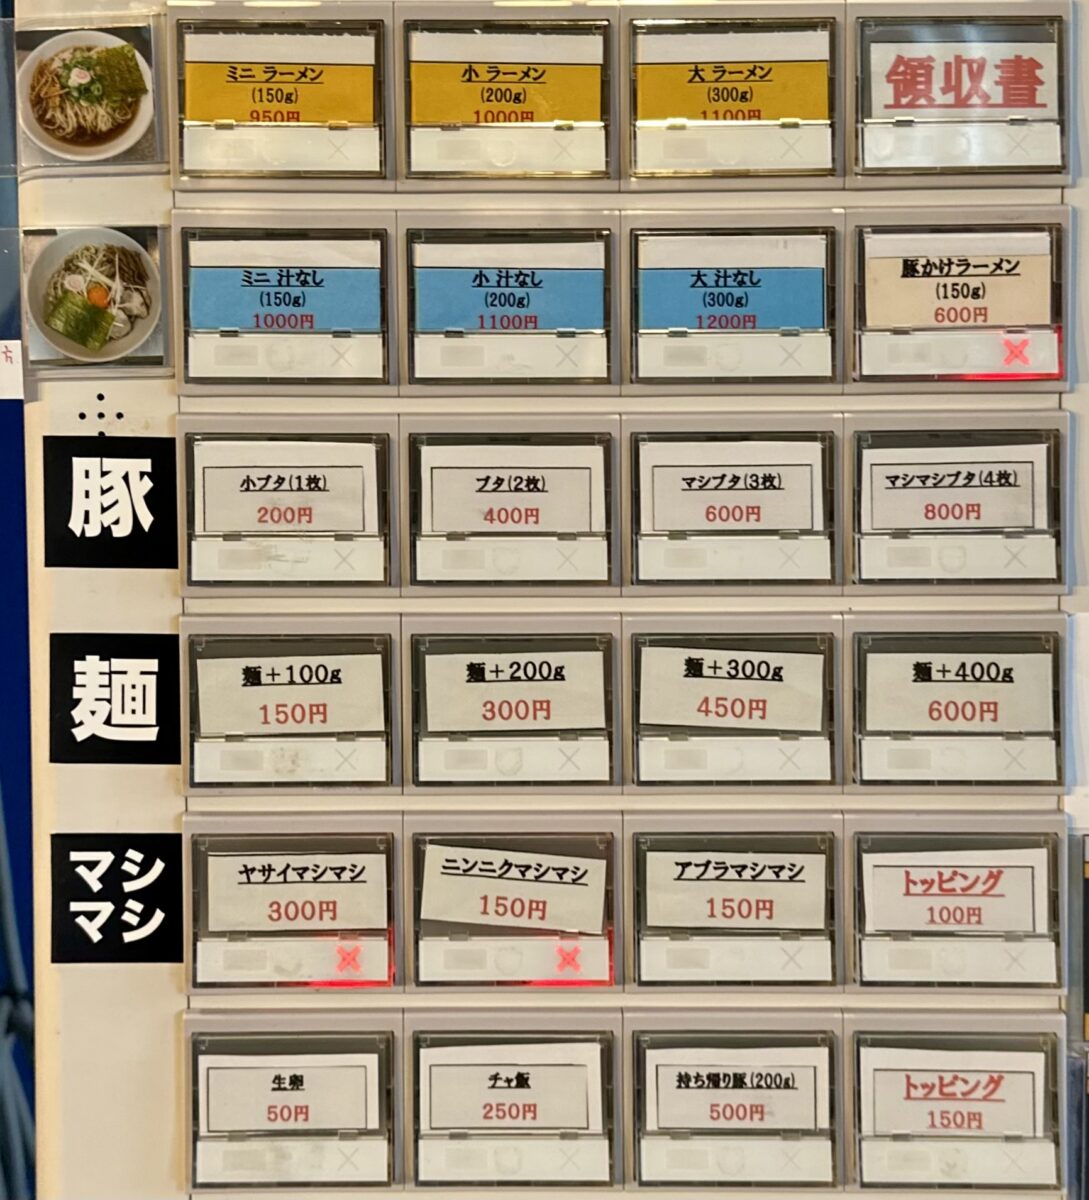 ミニ ラーメン
(150g)
950円
小 ラーメン
(200g)
1000円
大 ラーメン
(300g)
1100円
領収書
ミニ 汁なし
(150g)
1000円
小 汁なし
(200g)
1100円
大 汁なし
(300g)
1200円
豚かけラーメン
(150g)
600円
豚
小ブタ(1枚)
200円
ブタ(2枚)
400円
マシブタ(3枚)
600円
マシマシブタ(4枚)
800円
麺
麺+100g
150円
麺+200g
300円
麺+300g
450円
麺+400g
600円
マシ
マシ
ヤサイマシマシ
300円
ニンニクマシマシ
150円
アブラマシマシ
150円
トッピング
100円
生卵
50円
チャ飯
250円
持ち帰り豚(200g)
500円
トッピング
150円